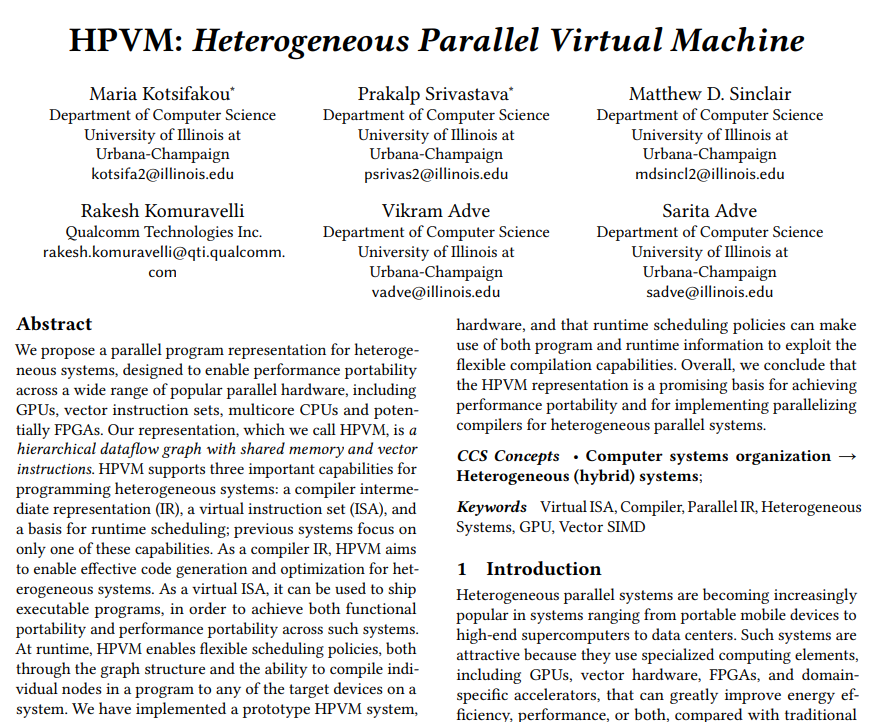 HPVM: Heterogeneous Parallel Virtual Machine
Maria Kotsifakou*
Department of Computer Science
University of Illinois at
Urbana-Champaign
kotsifa2@illinois.edu
Prakalp Srivastava*
Department of Computer Science
University of Illinois at
Urbana-Champaign
psrivas2@illinois.edu
Matthew D. Sinclair
Department of Computer Science
University of Illinois at
Urbana-Champaign
mdsincl2@illinois.edu
Rakesh Komuravelli
Qualcomm Technologies Inc.
rakesh.komuravelli@qti.qualcomm.
com
Vikram Adve
Department of Computer Science
University of Illinois at
Urbana-Champaign
vadve@illinois.edu
Sarita Adve
Department of Computer Science
University of Illinois at
Urbana-Champaign
sadve@illinois.edu
Abstract
We propose a parallel program representation for heteroge-
neous systems, designed to enable performance portability
across a wide range of popular parallel hardware, including
GPUs, vector instruction sets, multicore CPUs and poten-
tially FPGAs. Our representation, which we call HPVM, is a
hierarchical dataflow graph with shared memory and vector
instructions. HPVM supports three important capabilities for
programming heterogeneous systems: a compiler interme-
diate representation (IR), a virtual instruction set (ISA), and
a basis for runtime scheduling; previous systems focus on
only one of these capabilities. As a compiler IR, HPVM aims
to enable effective code generation and optimization for het-
erogeneous systems. As a virtual ISA, it can be used to ship
executable programs, in order to achieve both functional
portability and performance portability across such systems.
At runtime, HPVM enables flexible scheduling policies, both
through the graph structure and the ability to compile indi-
vidual nodes in a program to any of the target devices on a
system. We have implemented a prototype HPVM system,
hardware, and that runtime scheduling policies can make
use of both program and runtime information to exploit the
flexible compilation capabilities. Overall, we conclude that
the HPVM representation is a promising basis for achieving
performance portability and for implementing parallelizing
compilers for heterogeneous parallel systems.
CCS Concepts • Computer systems organization →
Heterogeneous (hybrid) systems;
Keywords Virtual ISA, Compiler, Parallel IR, Heterogeneous
Systems, GPU, Vector SIMD
1 Introduction
Heterogeneous parallel systems are becoming increasingly
popular in systems ranging from portable mobile devices to
high-end supercomputers to data centers. Such systems are
attractive because they use specialized computing elements,
including GPUs, vector hardware, FPGAs, and domain-
specific accelerators, that can greatly improve energy ef-
ficiency, performance, or both, compared with traditional